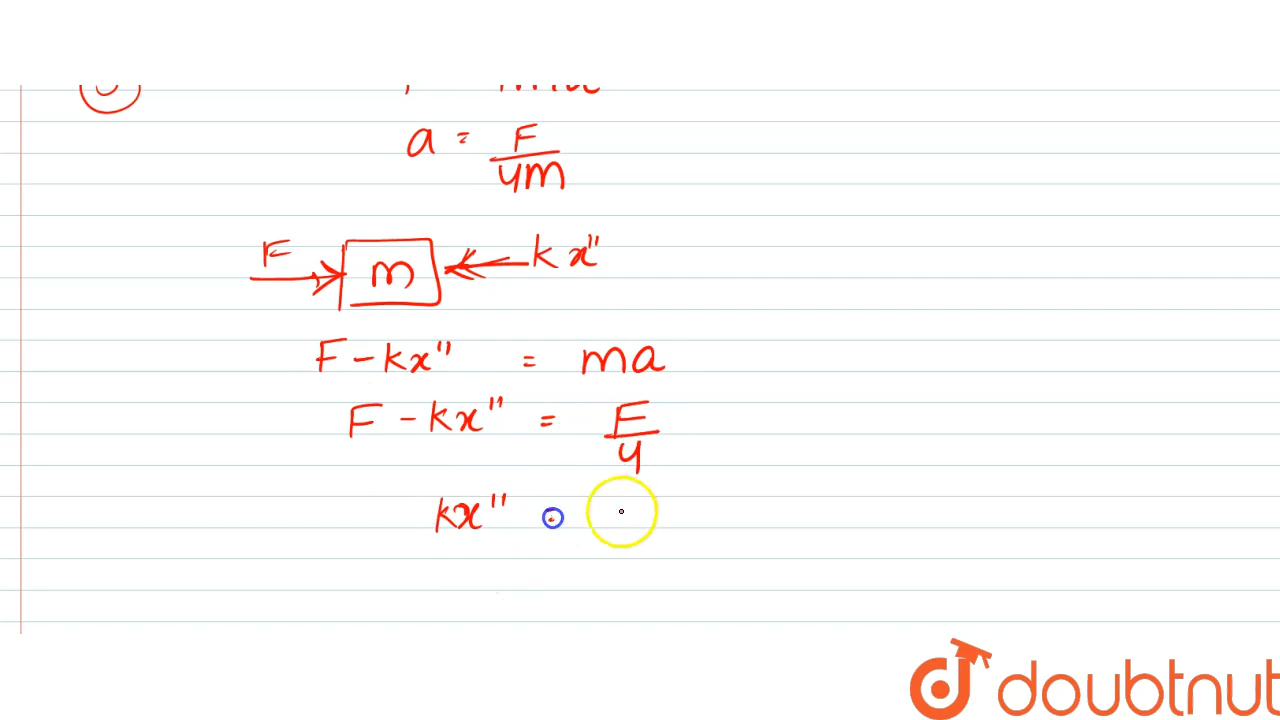 a = F/4m
F m kx"
F - kx" = ma
F - kx" = F/4
kx"
doubtnut